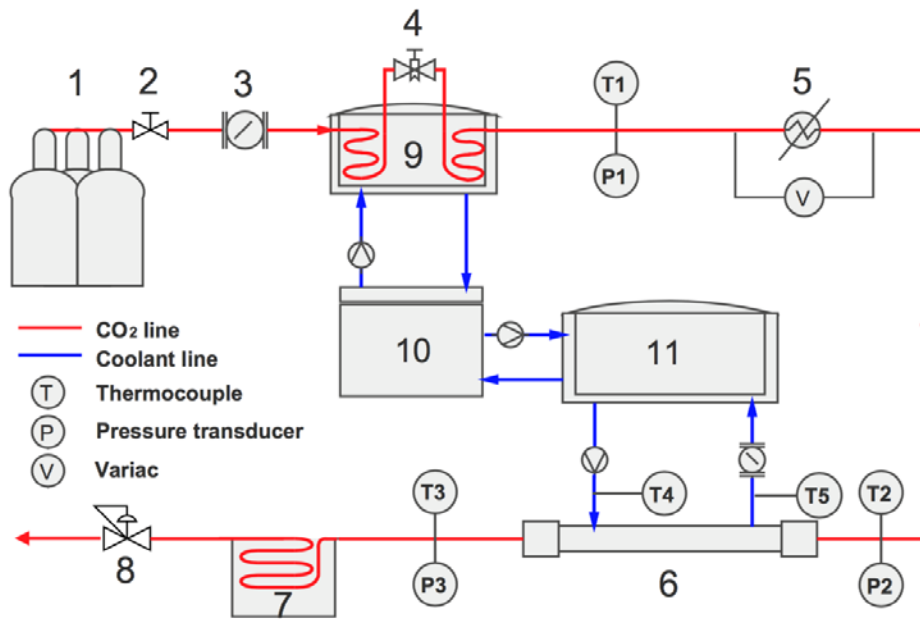 4
1
2
3
T1
5
9
P1
V
CO₂ line
Coolant line
T Thermocouple
P Pressure transducer
V Variac
10
11
T3
T4
T5
T2
8
7
P3
6
P2